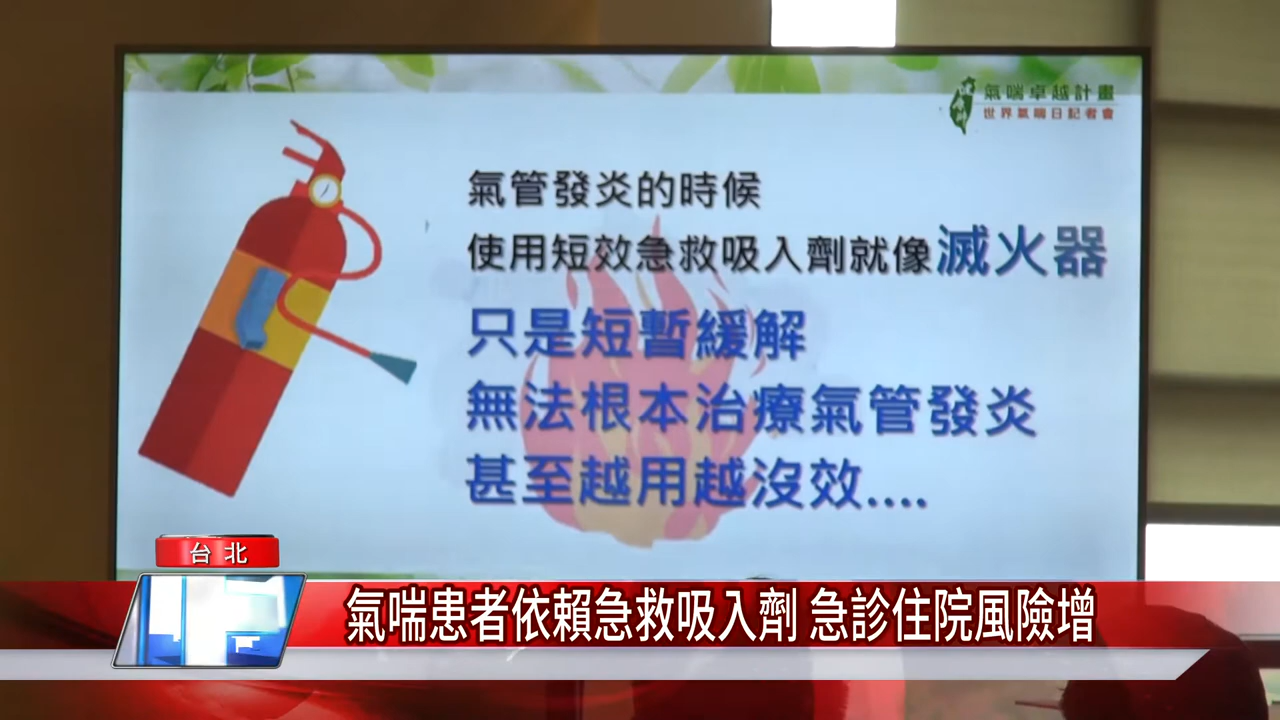 氣喘卓越計畫
世界氣喘日記者會
氣管發炎的時候
使用短效急救吸入劑就像滅火器
只是短暫緩解
無法根本治療氣管發炎
甚至越用越沒效....
台北
氣喘患者依賴急救吸入劑 急診住院風險增